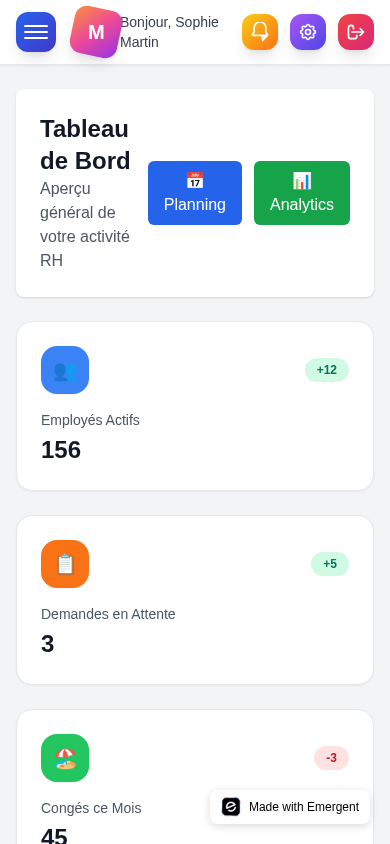 M
Bonjour, Sophie
Martin
Tableau
de Bord
Aperçu
général de
votre activité
RH
Planning
Analytics
+12
Employés Actifs
156
+5
Demandes en Attente
3
-3
Congés ce Mois
45
Made with Emergent